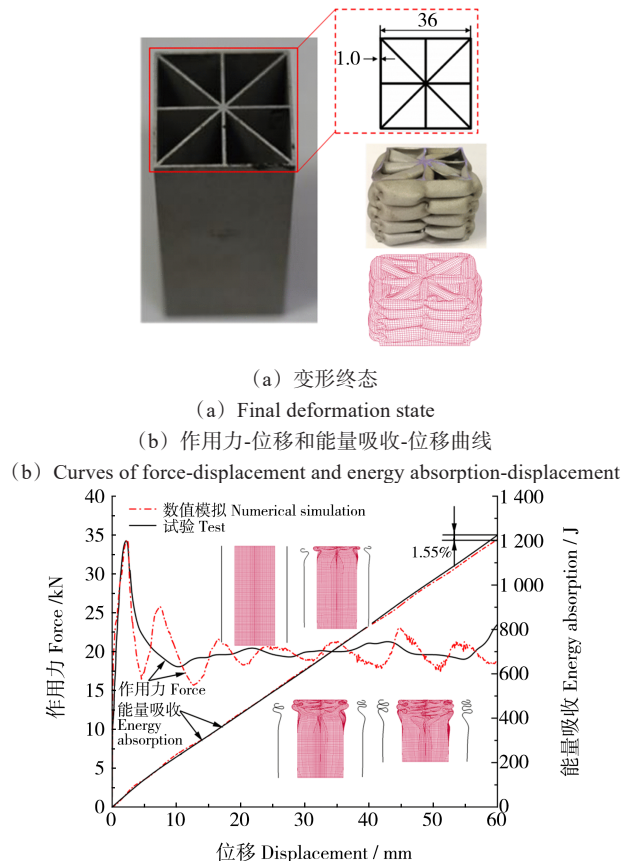 36
1.0
（a）变形终态
（a）Final deformation state
（b）作用力-位移和能量吸收-位移曲线
（b）Curves of force-displacement and energy absorption-displacement
40
35
30
25
20
15
10
5
0
作用力 Force /kN
数值模拟 Numerical simulation
试验 Test
1.55%
作用力 Force
能量吸收
Energy
absorption
1 400
1 200
1 000
800
600
400
200
0
能量吸收 Energy absorption / J
0 10 20 30 40 50 60
位移 Displacement / mm